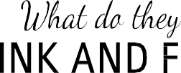 What do they
INK AND F